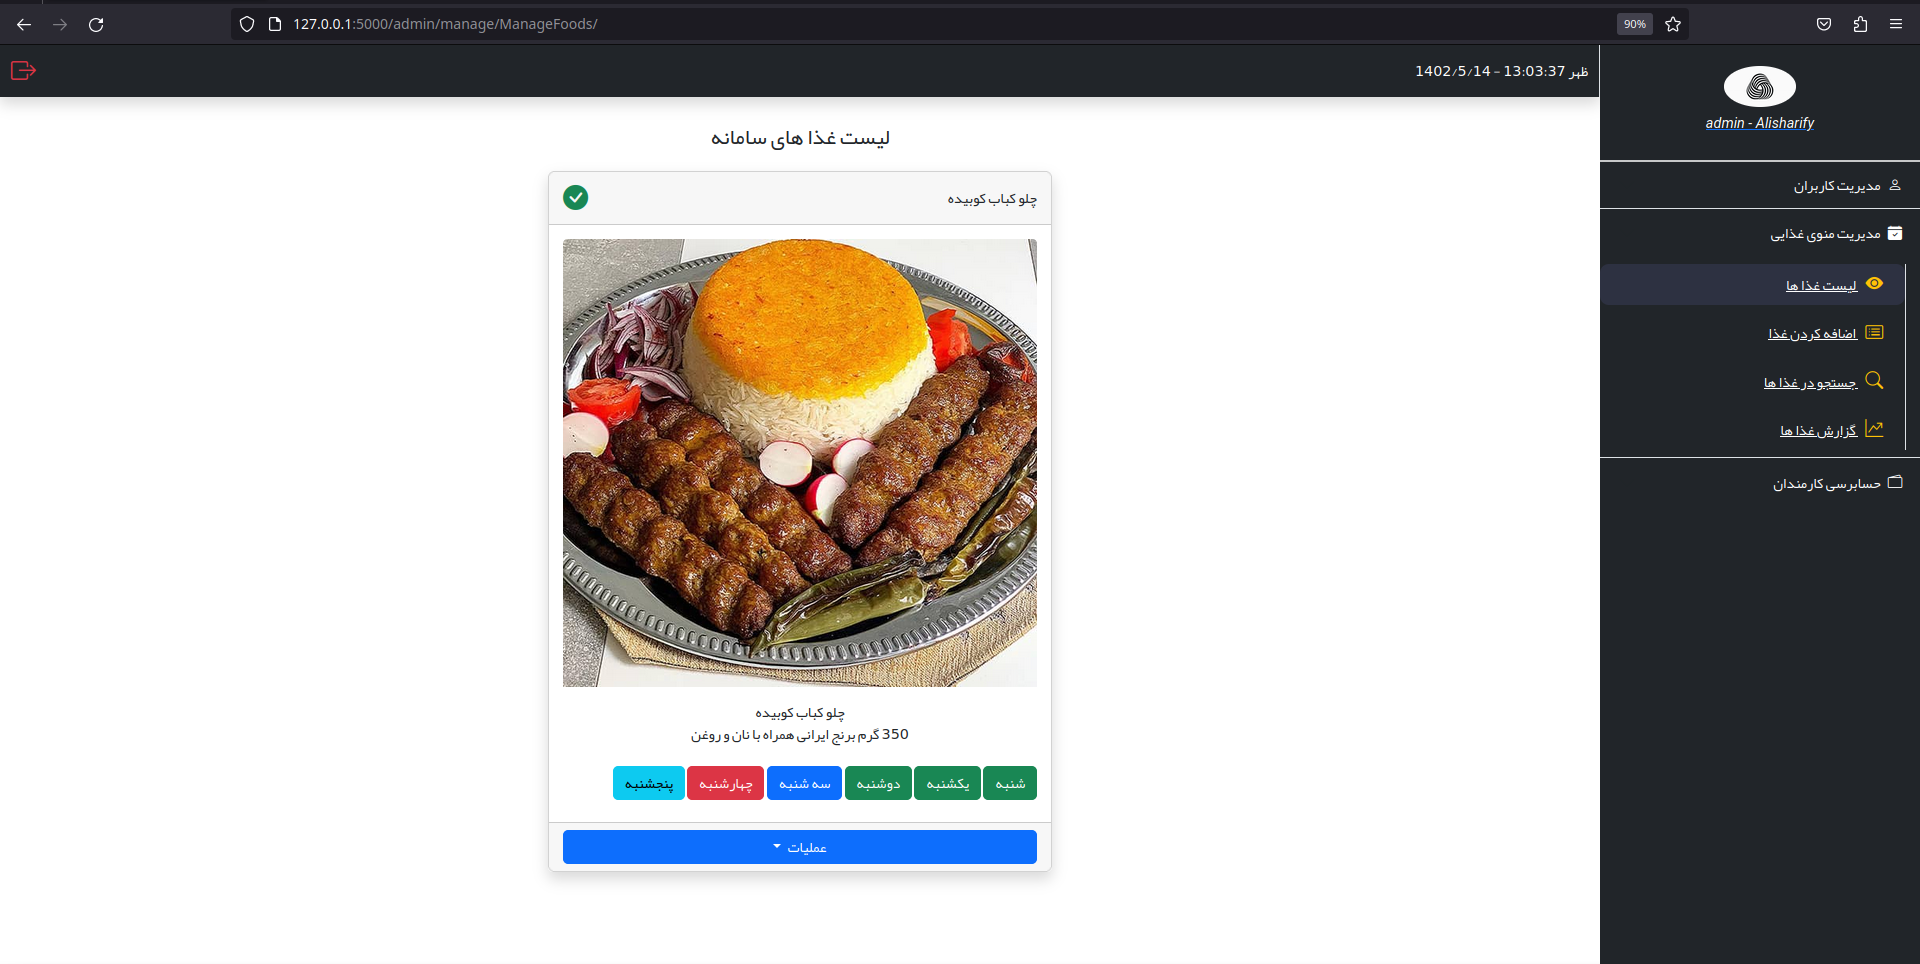 127.0.0.1:5000/admin/manage/ManageFoods/
90%
1402/5/14 - 13:03:37 ظهر
admin - Alisharify
مدیریت کاربران
مدیریت منوی غذایی
لیست غذا ها
اضافه کردن غذا
جستجو در غذا ها
گزارش غذا ها
حسابرسی کارمندان
لیست غذا های سامانه
چلو کباب کوبیده
چلو کباب کوبیده
350 گرم برنج ایرانی همراه با نان و روغن
شنبه یکشنبه دوشنبه سه شنبه چهارشنبه پنجشنبه
عملیات